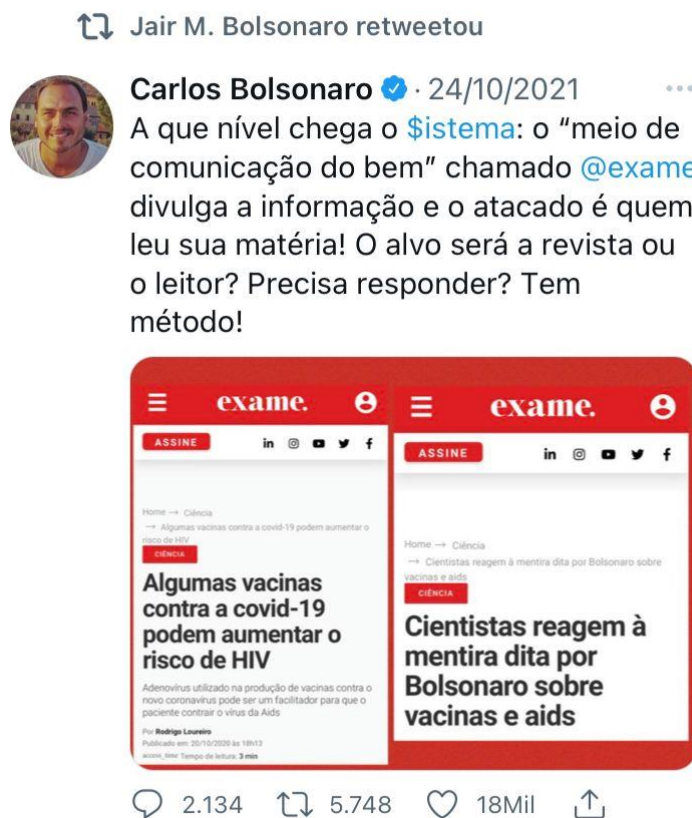 Jair M. Bolsonaro retweetou
Carlos Bolsonaro · 24/10/2021
A que nível chega o $istema: o “meio de
comunicação do bem” chamado @exame
divulga a informação e o atacado é quem
leu sua matéria! O alvo será a revista ou
o leitor? Precisa responder? Tem
método!
exame.
ASSINE
Home → Ciência
→ Algumas vacinas contra a covid-19 podem aumentar o
risco de HIV
CIÊNCIA
Algumas vacinas
contra a covid-19
podem aumentar o
risco de HIV
Adenovírus utilizado na produção de vacinas contra o
novo coronavírus pode ser um facilitador para que o
paciente contrair o vírus da Aids
Por Rodrigo Loureiro
Publicado em: 20/10/2020 às 18h13
access_time Tempo de leitura: 3 min
exame.
ASSINE
Home → Ciência
→ Cientistas reagem à mentira dita por Bolsonaro sobre
vacinas e aids
CIÊNCIA
Cientistas reagem à
mentira dita por
Bolsonaro sobre
vacinas e aids
2.134 5.748 18Mil